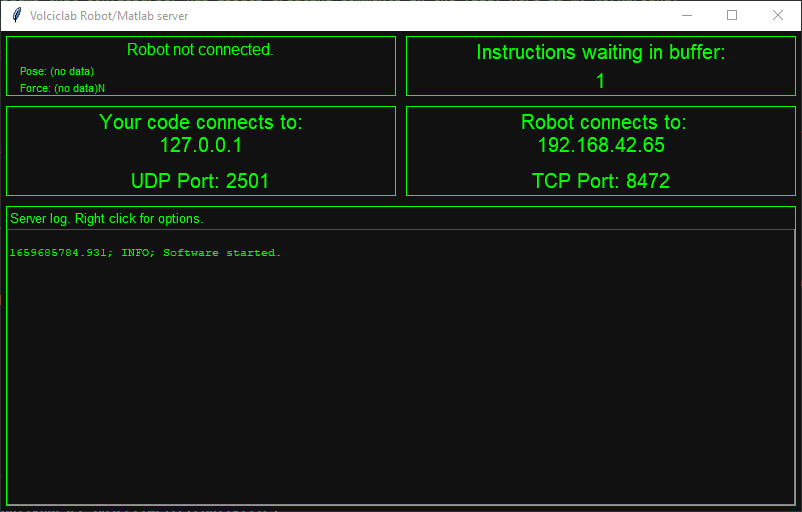 Volciclab Robot/Matlab server
Robot not connected.
Pose: (no data)
Force: (no data)N
Instructions waiting in buffer:
1
Your code connects to:
127.0.0.1
UDP Port: 2501
Robot connects to:
192.168.42.65
TCP Port: 8472
Server log. Right click for options.
1659685784.931; INFO; Software started.